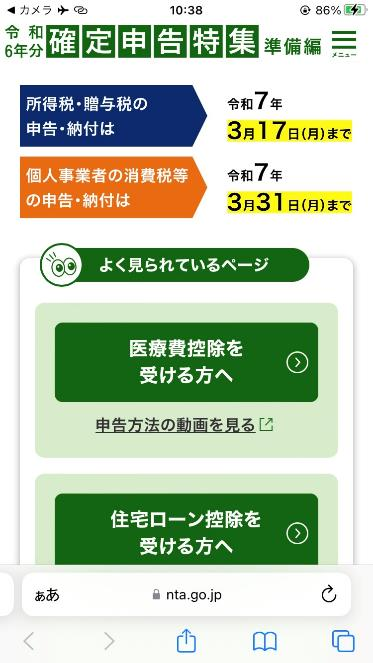 カメラ
10:38
86%
令和6年分 確定申告特集 準備編
メニュー
所得税・贈与税の
申告・納付は
令和7年
3月17日(月)まで
個人事業者の消費税等
の申告・納付は
令和7年
3月31日(月)まで
よく見られているページ
医療費控除を
受ける方へ
申告方法の動画を見る
住宅ローン控除を
受ける方へ
ぁあ
nta.go.jp